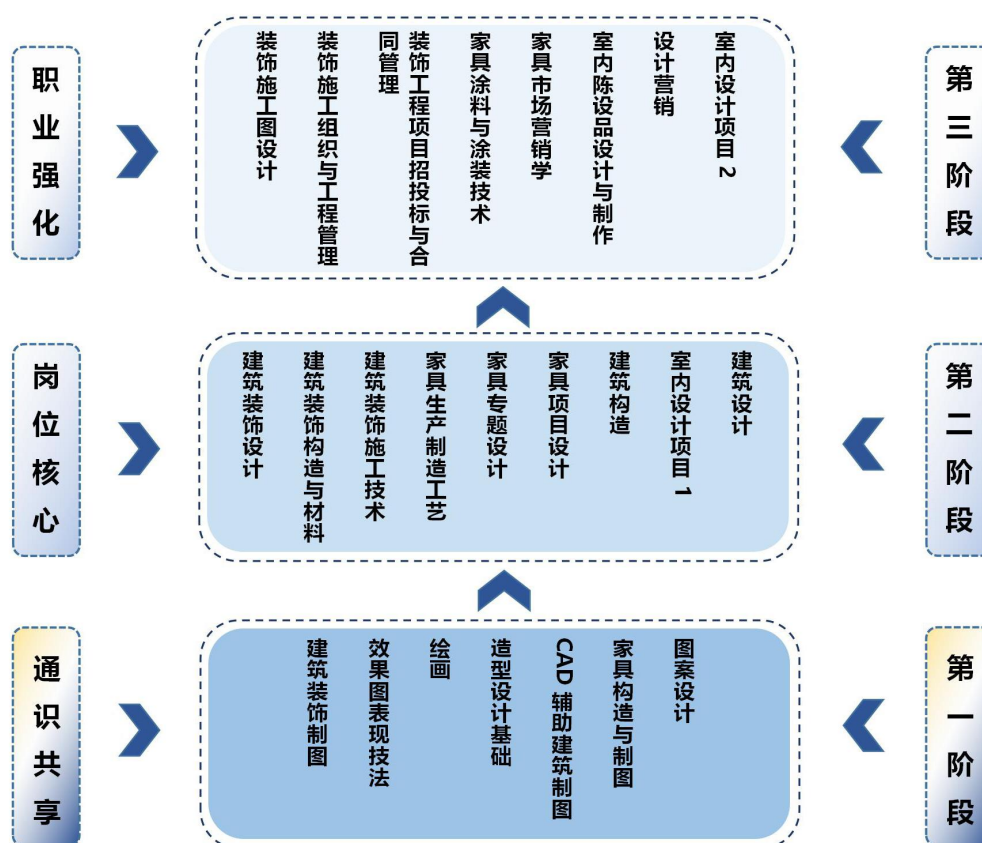 职业强化
装饰施工图设计
装饰施工组织与工程管理
装饰工程项目招投标与合
同管理
家具涂料与涂装技术
家具市场营销学
室内陈设品设计与制作
设计营销
室内设计项目 2
第三阶段
岗位核心
建筑装饰设计
建筑装饰构造与材料
建筑装饰施工技术
家具生产制造工艺
家具专题设计
家具项目设计
建筑构造
室内设计项目 1
建筑设计
第二阶段
通识共享
建筑装饰制图
效果图表现技法
绘画
造型设计基础
CAD 辅助建筑制图
家具构造与制图
图案设计
第一阶段